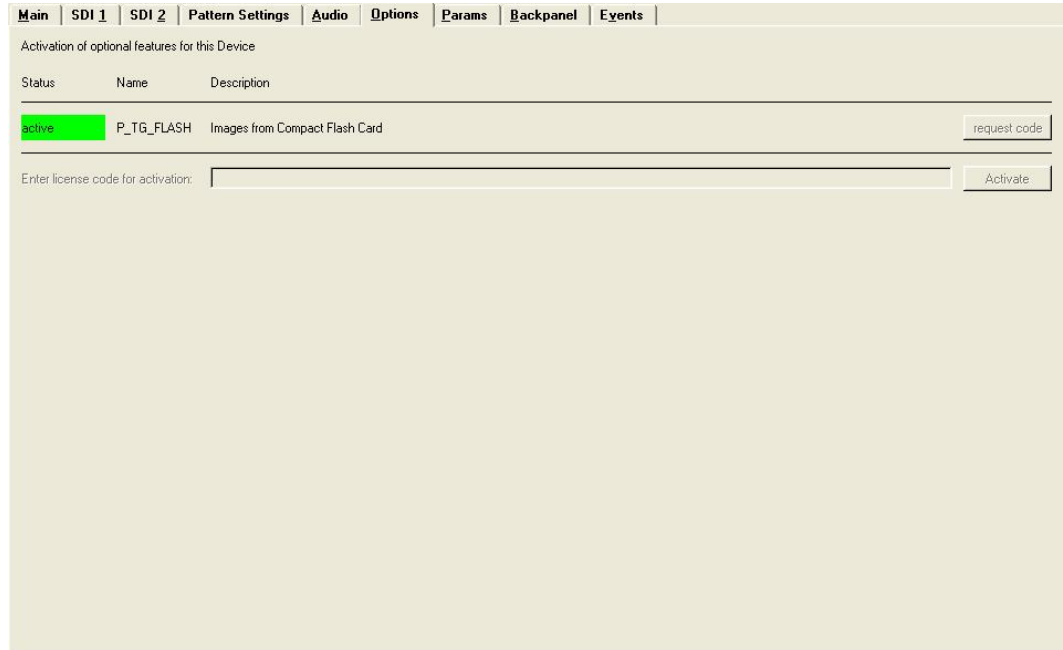 Main SDI 1 SDI 2 Pattern Settings Audio Options Params Backpanel Events
Activation of optional features for this Device
Status Name Description
active P_TG_FLASH Images from Compact Flash Card request code
Enter license code for activation: Activate